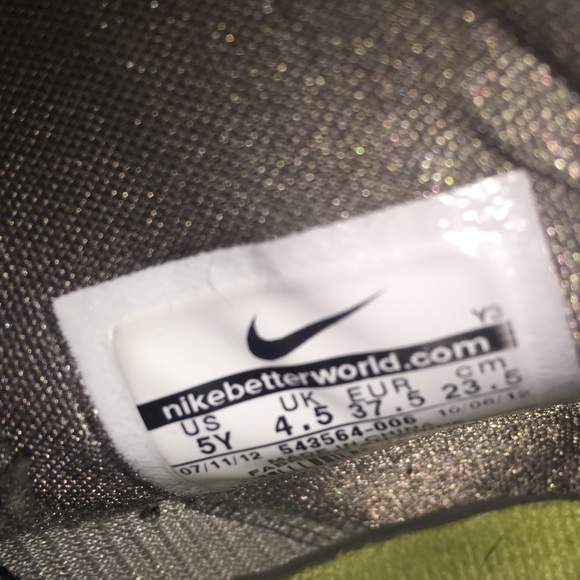 Y3
nikebetterworld.com
US UK EUR cm
5Y 4.5 37.5 23.5
07/11/12 543564-006 10/06/12